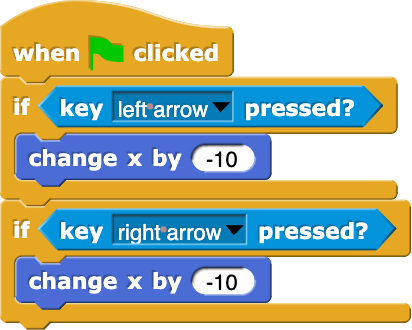 when clicked
if key left arrow pressed?
change x by -10
if key right arrow pressed?
change x by -10